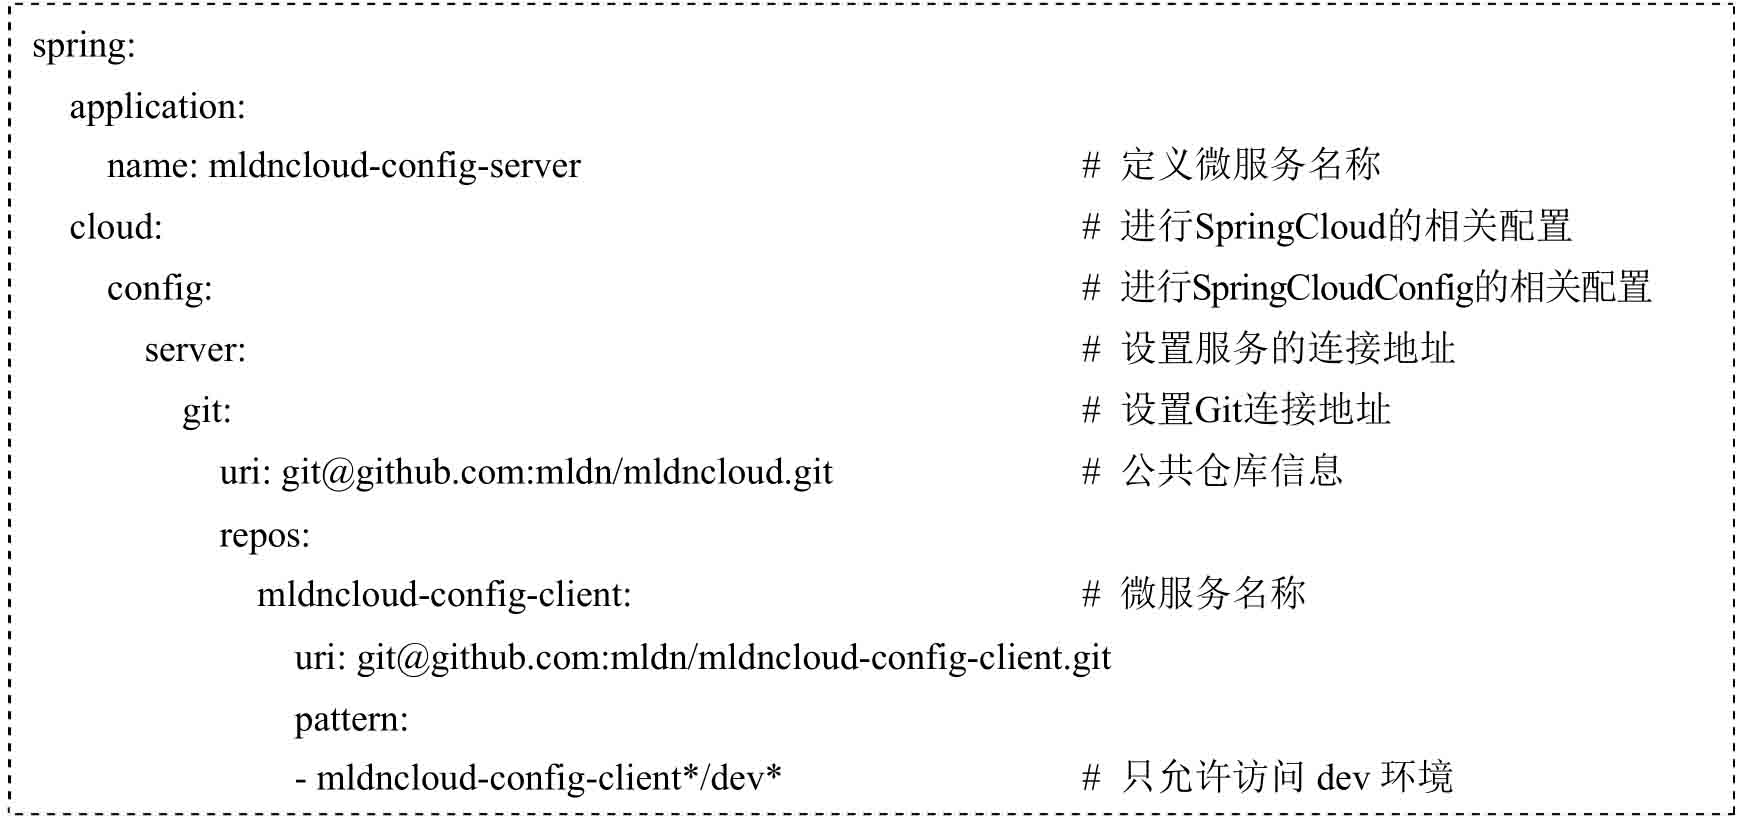 spring:
  application:
    name: mldncloud-config-server # 定义微服务名称
  cloud: # 进行SpringCloud的相关配置
    config: # 进行SpringCloudConfig的相关配置
      server: # 设置服务的连接地址
        git: # 设置Git连接地址
          uri: git@github.com:mldn/mldncloud.git # 公共仓库信息
          repos:
            mldncloud-config-client: # 微服务名称
              uri: git@github.com:mldn/mldncloud-config-client.git
              pattern:
              - mldncloud-config-client*/dev* # 只允许访问 dev 环境